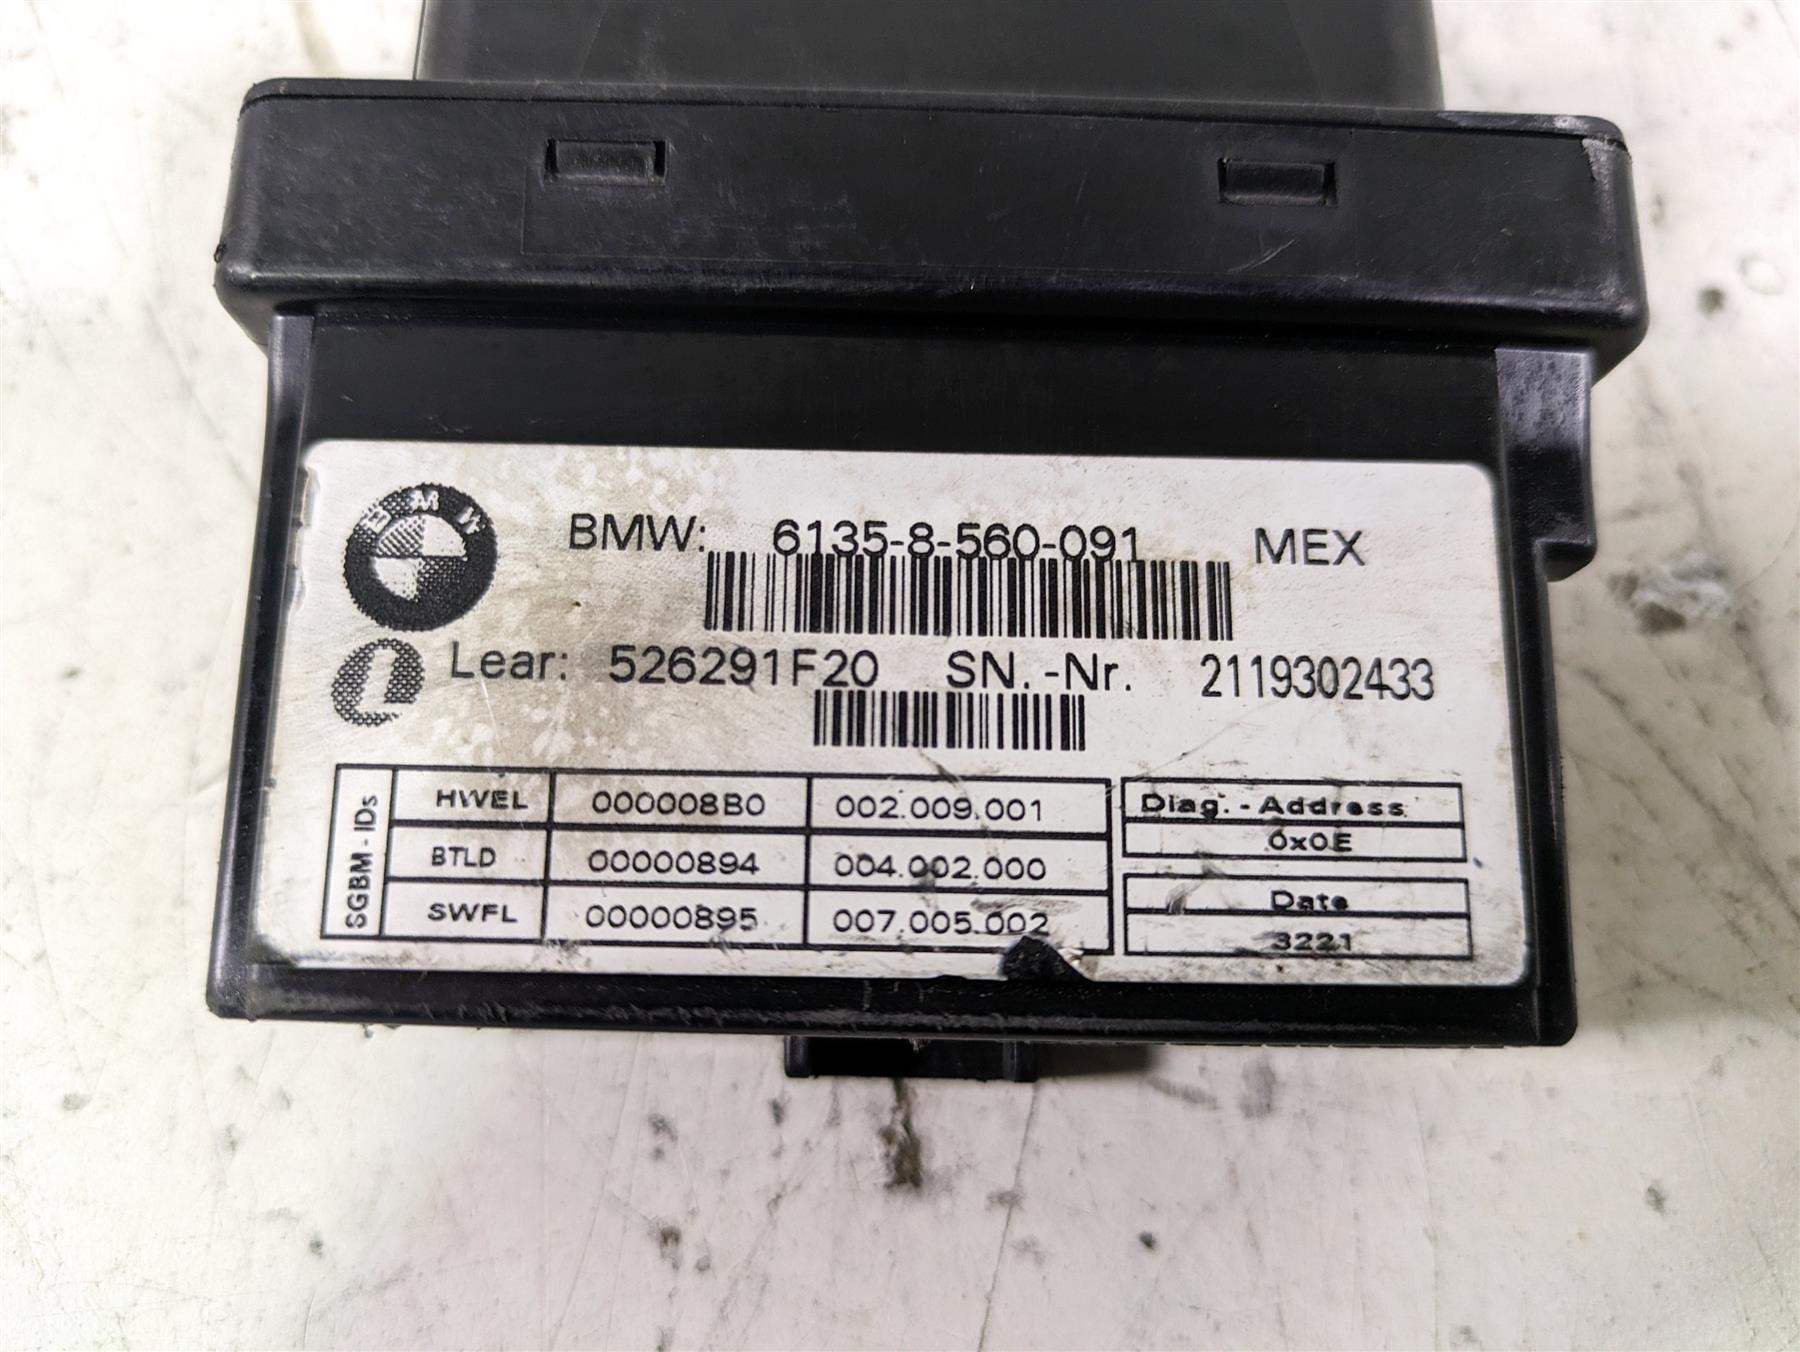 BMW
BMW: 6135-8-560-091 MEX
Lear: 526291F20 SN.-Nr. 2119302433
SGBM-IDs
HWEL 000008B0 002.009.001
BTLD 00000894 004.002.000
SWFL 00000895 007.005.002
Diag.-Address
0x0E
Date
3221